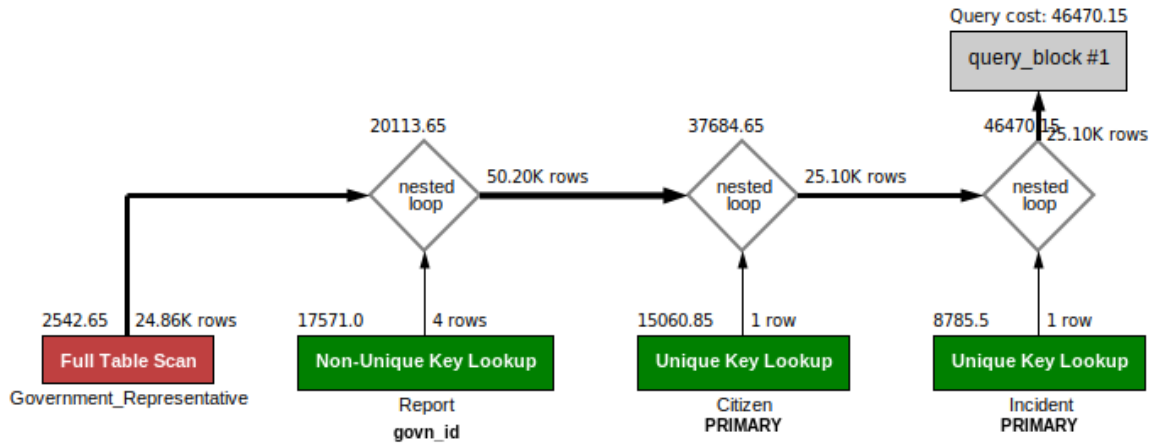 Query cost: 46470.15
query_block #1
20113.65
37684.65
46470.15
25.10K rows
nested
loop
50.20K rows
nested
loop
25.10K rows
nested
loop
2542.65
24.86K rows
17571.0
4 rows
15060.85
1 row
8785.5
1 row
Full Table Scan
Non-Unique Key Lookup
Unique Key Lookup
Unique Key Lookup
Government_Representative
Report
govn_id
Citizen
PRIMARY
Incident
PRIMARY